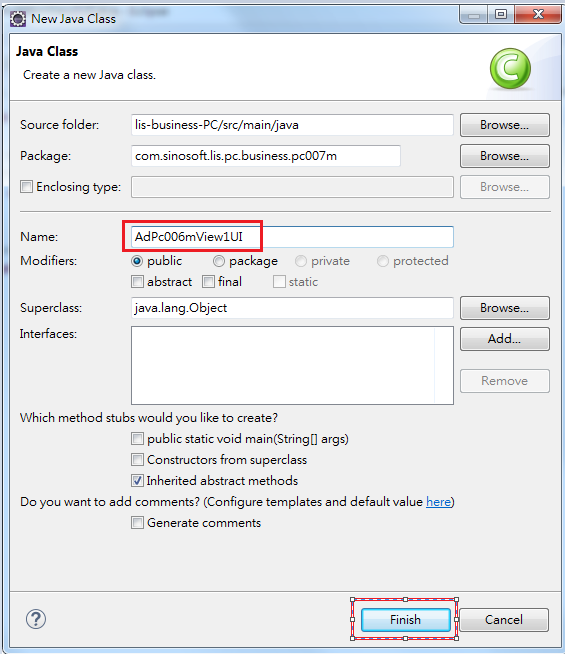 New Java Class
Java Class
Create a new Java class.
C
Source folder: lis-business-PC/src/main/java Browse...
Package: com.sinosoft.lis.pc.business.pc007m Browse...
Enclosing type: Browse...
Name: AdPc006mView1UI
Modifiers: public package private protected
abstract final static
Superclass: java.lang.Object Browse...
Interfaces: Add...
Remove
Which method stubs would you like to create?
public static void main(String[] args)
Constructors from superclass
Inherited abstract methods
Do you want to add comments? (Configure templates and default value here)
Generate comments
? Finish Cancel